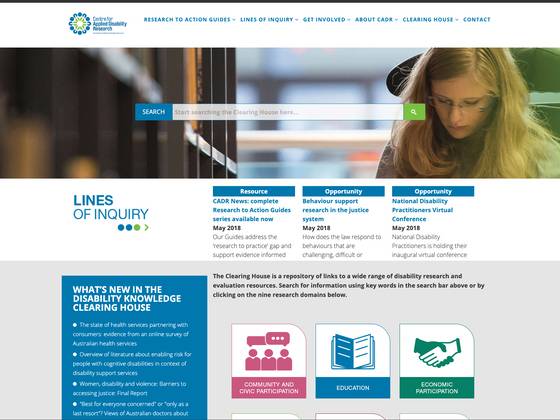 Centre for
Applied Disability
Research
RESEARCH TO ACTION GUIDES
LINES OF INQUIRY
GET INVOLVED
ABOUT CADR
CLEARING HOUSE
CONTACT
SEARCH
Start searching the Clearing House here...
LINES
OF INQUIRY
Resource
CADR News: complete
Research to Action Guides
series available now
May 2018
Our Guides address the
'research to practice' gap and
support evidence informed
Opportunity
Behaviour support
research in the justice
system
May 2018
How does the law respond to
behaviours that are
challenging, difficult or
Opportunity
National Disability
Practitioners Virtual
Conference
May 2018
National Disability
Practitioners is holding their
inaugural virtual conference
WHAT'S NEW IN THE
DISABILITY KNOWLEDGE
CLEARING HOUSE
The state of health services partnering with
consumers: evidence from an online survey of
Australian health services
Overview of literature about enabling risk for
people with cognitive disabilities in context of
disability support services
Women, disability and violence: Barriers to
accessing justice: Final Report
"Best for everyone concerned" or "only as a
last resort"? Views of Australian doctors about
The Clearing House is a repository of links to a wide range of disability research and
evaluation resources. Search for information using key words in the search bar above or by
clicking on the nine research domains below.
COMMUNITY AND
CIVIC PARTICIPATION
EDUCATION
ECONOMIC
PARTICIPATION